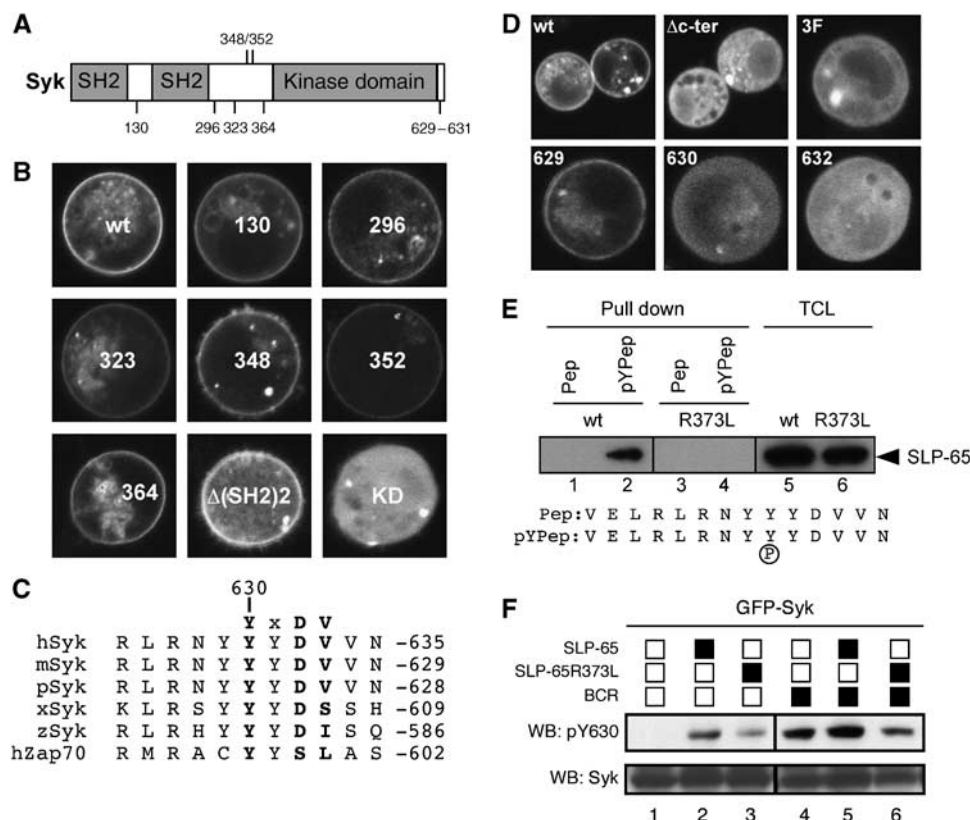 A
348/352
Syk SH2 SH2 Kinase domain
130 296 323 364 629–631
B
wt 130 296
323 348 352
364 Δ(SH2)2 KD
C
630
Y x D V
hSyk R L R N Y Y Y D V V N -635
mSyk R L R N Y Y Y D V V N -629
pSyk R L R N Y Y Y D V V N -628
xSyk K L R S Y Y Y D S S H -609
zSyk R L R H Y Y Y D I S Q -586
hZap70 R M R A C Y Y S L A S -602
D
wt Δc-ter 3F
629 630 632
E
Pull down TCL
Pep pYPep Pep pYPep
wt R373L wt R373L
SLP-65
1 2 3 4 5 6
Pep: V E L R L R N Y Y Y D V V N
pYPep: V E L R L R N Y Y Y D V V N
P
F
GFP-Syk
SLP-65
SLP-65R373L
BCR
WB: pY630
WB: Syk
1 2 3 4 5 6